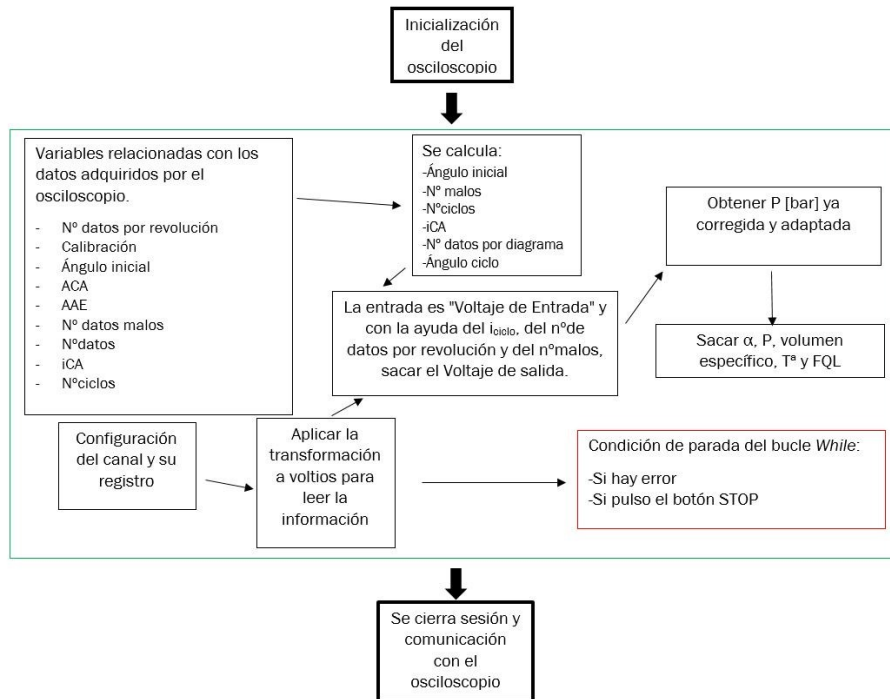 Inicialización
del
osciloscopio
Variables relacionadas con los
datos adquiridos por el
osciloscopio.
- Nº datos por revolución
- Calibración
- Ángulo inicial
- ACA
- AAE
- Nº datos malos
- Nºdatos
- iCA
- Nºciclos
Se calcula:
-Ángulo inicial
-Nº malos
-Nºciclos
-iCA
-Nº datos por diagrama
-Ángulo ciclo
Obtener P [bar] ya
corregida y adaptada
La entrada es "Voltaje de Entrada" y
con la ayuda del iciclo, del nºde
datos por revolución y del nºmalos,
sacar el Voltaje de salida.
Sacar α, P, volumen
específico, Tª y FQL
Configuración
del canal y su
registro
Aplicar la
transformación
a voltios para
leer la
información
Condición de parada del bucle While:
-Si hay error
-Si pulso el botón STOP
Se cierra sesión y
comunicación
con el
osciloscopio